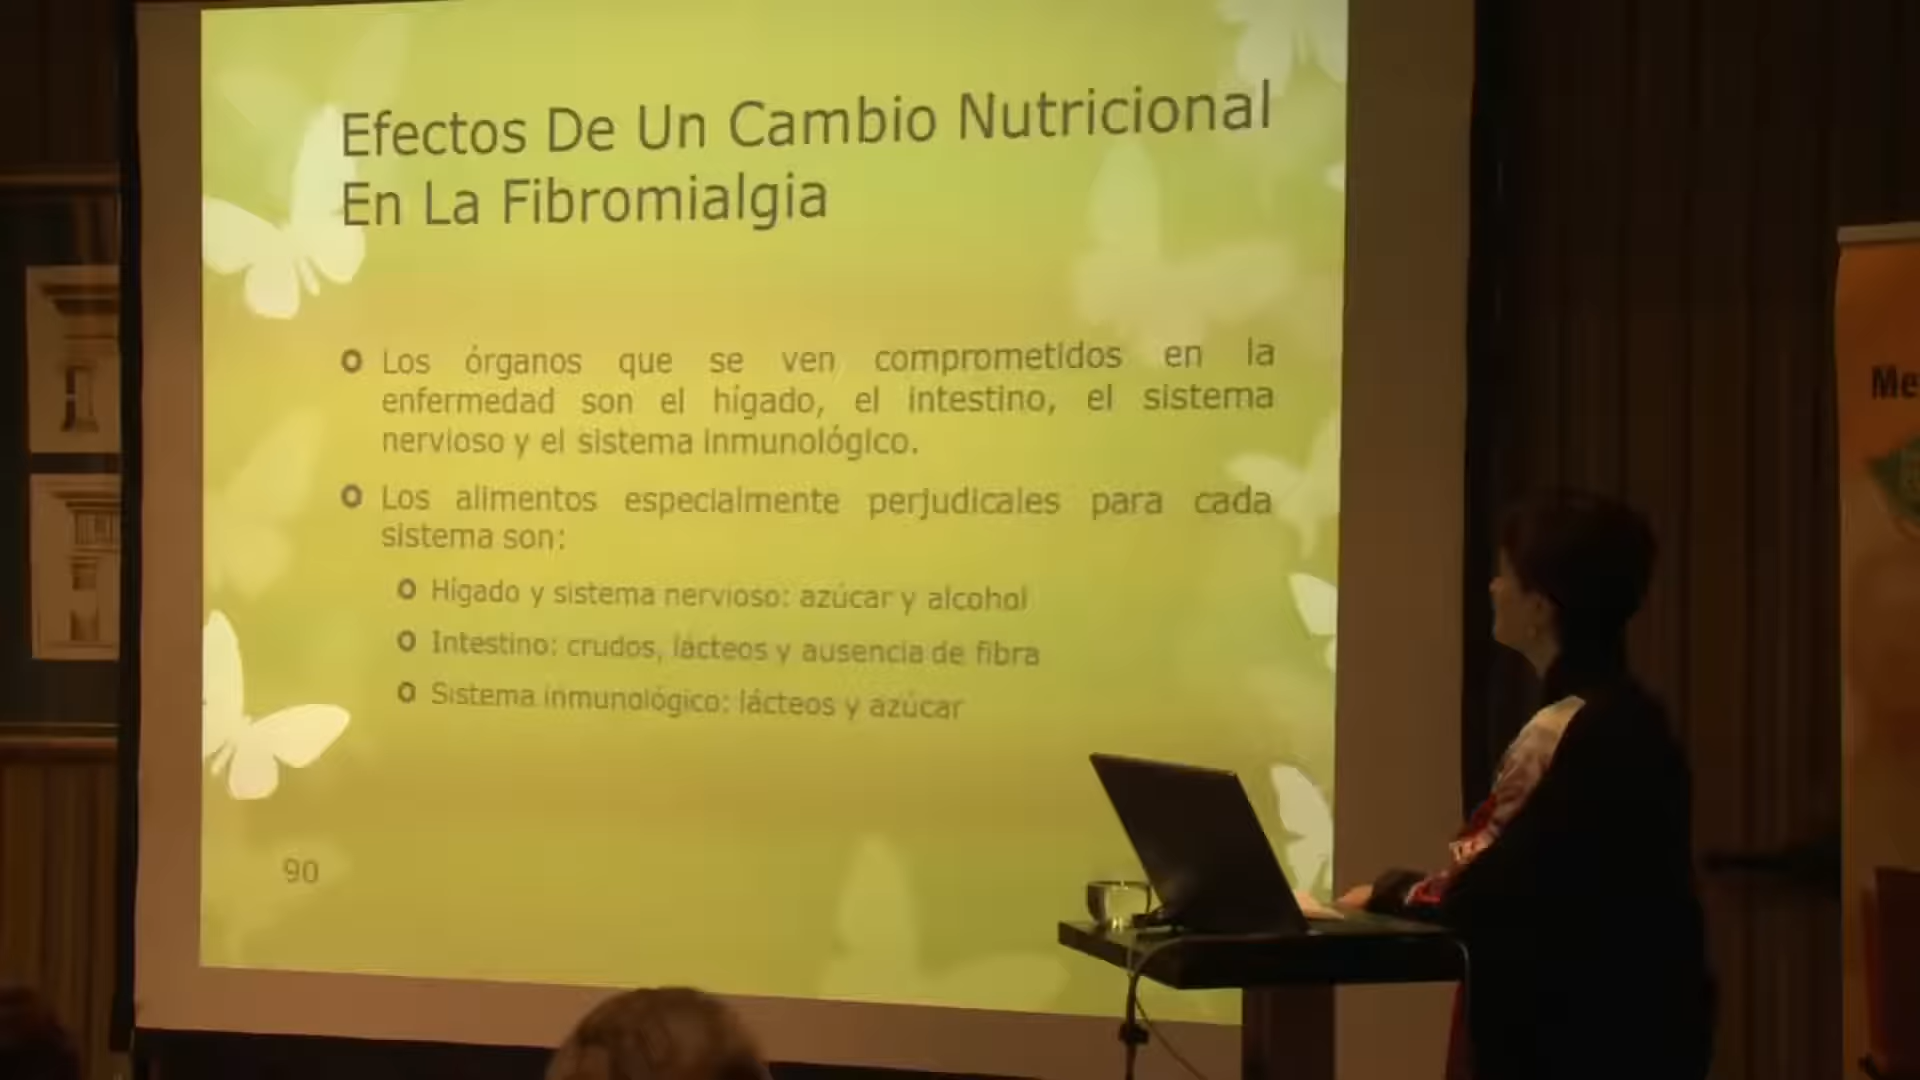 Efectos De Un Cambio Nutricional
En La Fibromialgia
Los órganos que se ven comprometidos en la
enfermedad son el hígado, el intestino, el sistema
nervioso y el sistema inmunológico.
Los alimentos especialmente perjudicales para cada
sistema son:
Hígado y sistema nervioso: azúcar y alcohol
Intestino: crudos, lácteos y ausencia de fibra
Sistema inmunológico: lácteos y azúcar
90
Me